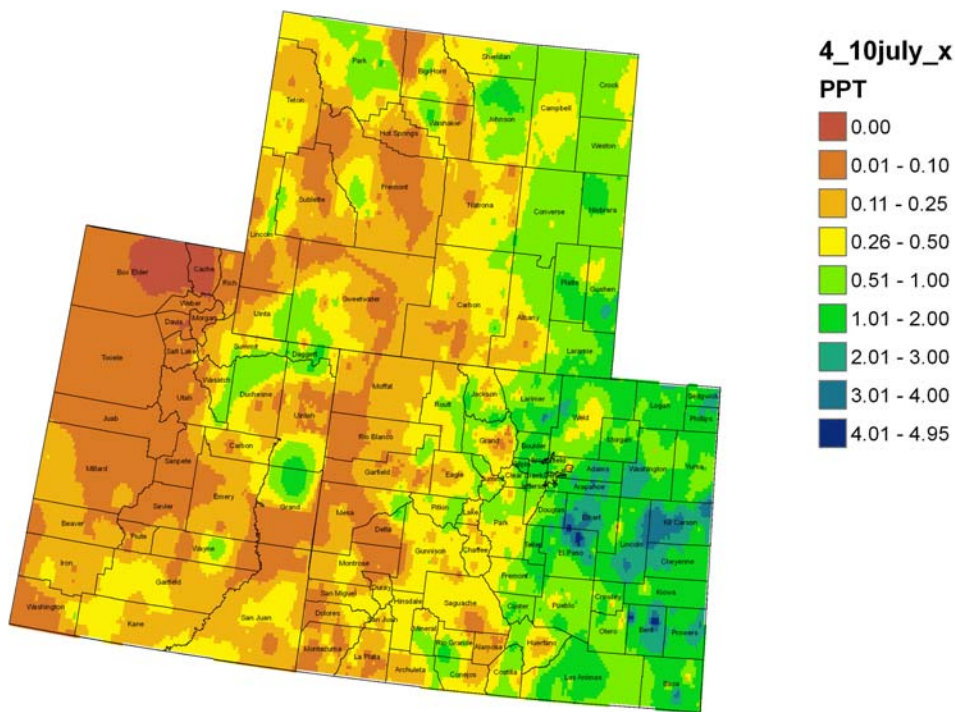 4_10july_x
PPT
0.00
0.01 - 0.10
0.11 - 0.25
0.26 - 0.50
0.51 - 1.00
1.01 - 2.00
2.01 - 3.00
3.01 - 4.00
4.01 - 4.95
Park
Big Horn
Sheridan
Crook
Teton
Johnson
Campbell
Washakie
Hot Springs
Weston
Fremont
Sublette
Natrona
Converse
Niobrara
Lincoln
Box Elder
Cache
Rich
Sweetwater
Platte
Goshen
Weber
Carbon
Uinta
Albany
Davis
Morgan
Laramie
Salt Lake
Summit
Daggett
Tooele
Wasatch
Duchesne
Moffat
Jackson
Larimer
Logan
Sedgwick
Phillips
Utah
Uintah
Routt
Weld
Juab
Rio Blanco
Grand
Boulder
Morgan
Carbon
Sanpete
Garfield
Eagle
Clear Creek
Adams
Washington
Yuma
Millard
Emery
Grand
Arapahoe
Pitkin
Lake
Park
Douglas
Elbert
Kit Carson
Sevier
Mesa
Delta
Lincoln
Beaver
Piute
Wayne
Gunnison
Chaffee
Teller
El Paso
Cheyenne
Iron
Garfield
Montrose
Fremont
Kiowa
Ouray
San Miguel
Hinsdale
Saguache
Custer
Pueblo
Crowley
Washington
Kane
San Juan
Dolores
San Juan
Mineral
Otero
Bent
Prowers
Montezuma
La Plata
Rio Grande
Alamosa
Huerfano
Archuleta
Conejos
Costilla
Las Animas
Baca